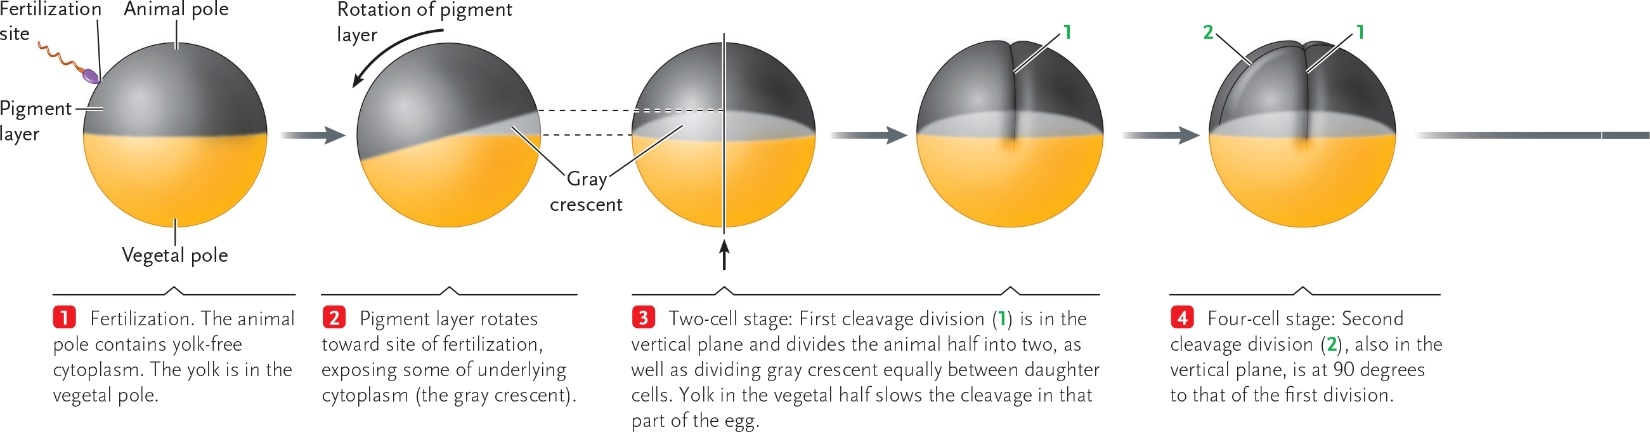 Fertilization
site
Animal pole
Pigment
layer
Vegetal pole
Rotation of pigment
layer
Gray
crescent
1
2
1
1 Fertilization. The animal
pole contains yolk-free
cytoplasm. The yolk is in the
vegetal pole.
2 Pigment layer rotates
toward site of fertilization,
exposing some of underlying
cytoplasm (the gray crescent).
3 Two-cell stage: First cleavage division (1) is in the
vertical plane and divides the animal half into two, as
well as dividing gray crescent equally between daughter
cells. Yolk in the vegetal half slows the cleavage in that
part of the egg.
4 Four-cell stage: Second
cleavage division (2), also in the
vertical plane, is at 90 degrees
to that of the first division.